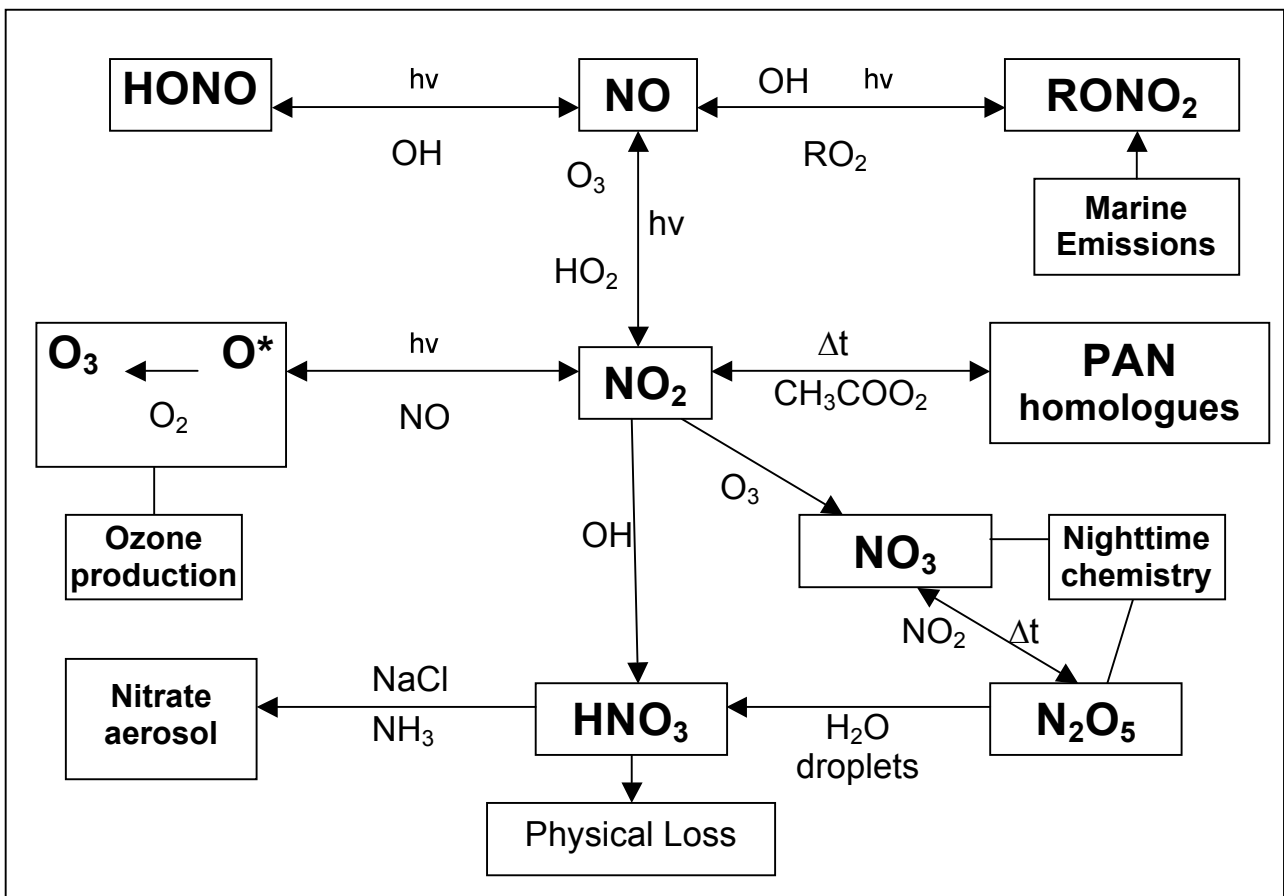 HONO
hv
OH
NO
OH hv
RO₂
RONO₂
O₃
hv
HO₂
Marine
Emissions
O₃ O*
O₂
hv
NO
NO₂
Δt
CH₃COO₂
PAN
homologues
Ozone
production
OH
O₃
NO₃
Nighttime
chemistry
NO₂ Δt
Nitrate
aerosol
NaCl
NH₃
HNO₃
H₂O
droplets
N₂O₅
Physical Loss